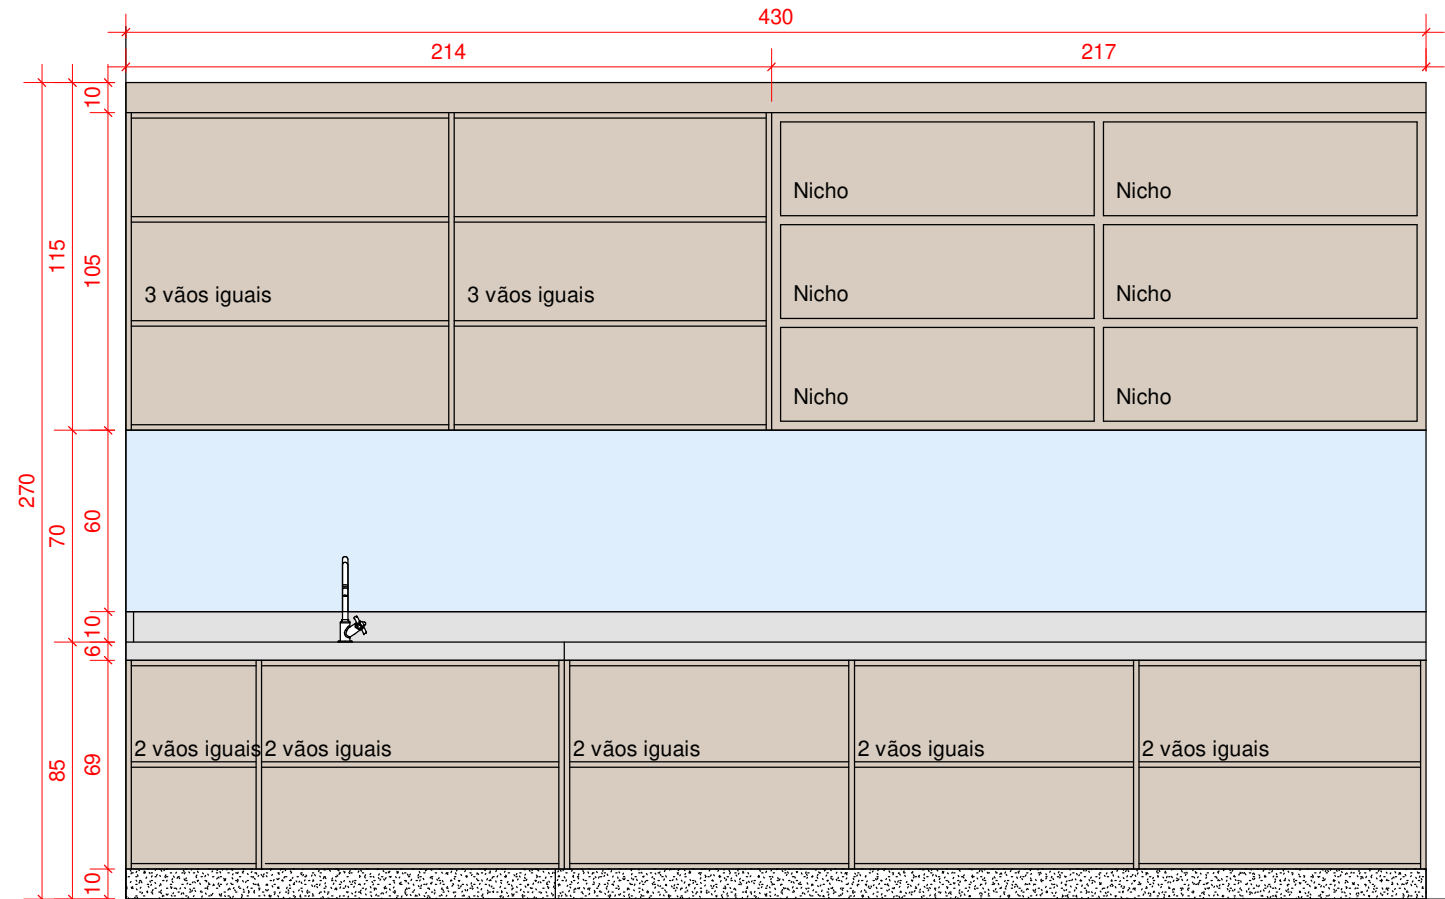 430
214
217
10
Nicho
Nicho
115
105
3 vãos iguais
3 vãos iguais
Nicho
Nicho
Nicho
Nicho
270
70
60
10
6
2 vãos iguais
2 vãos iguais
2 vãos iguais
2 vãos iguais
2 vãos iguais
85
69
10